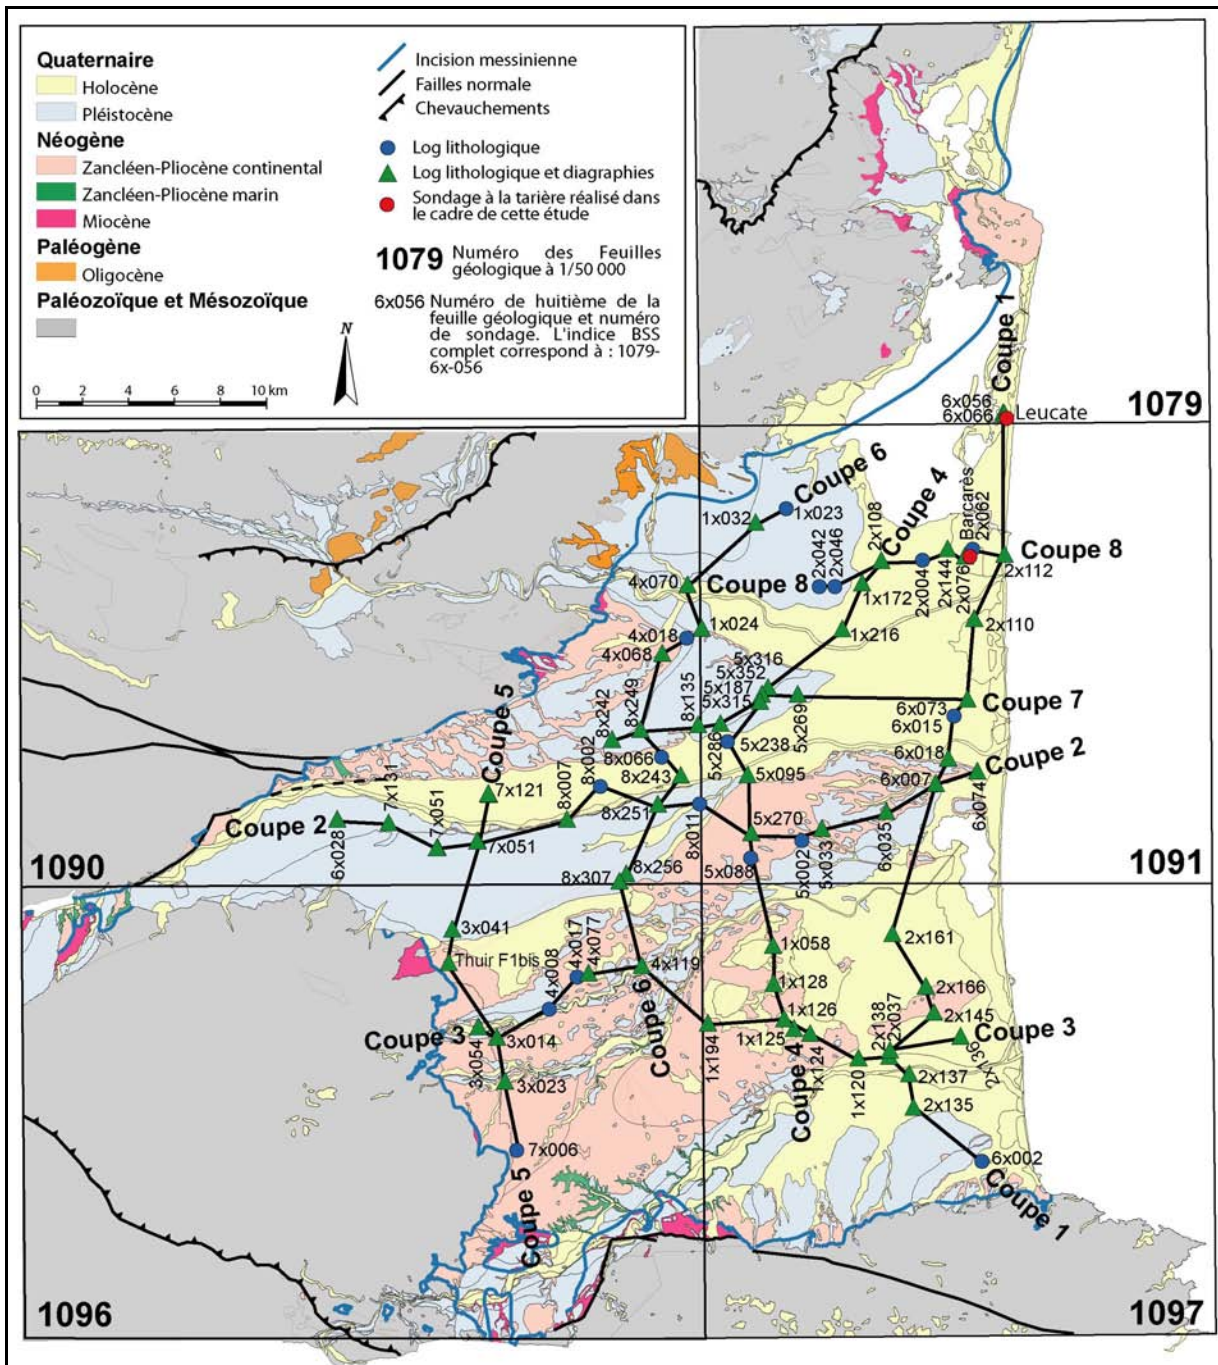 Quaternaire
Holocène
Pléistocène
Néogène
Zancléen-Pliocène continental
Zancléen-Pliocène marin
Miocène
Paléogène
Oligocène
Paléozoïque et Mésozoïque
0 2 4 6 8 10 km
Incision messinienne
Failles normale
Chevauchements
Log lithologique
Log lithologique et diagraphies
Sondage à la tarière réalisé dans
le cadre de cette étude
1079 Numéro des Feuilles
géologique à 1/50 000
6x056 Numéro de huitième de la
feuille géologique et numéro
de sondage. L'indice BSS
complet correspond à : 1079-
6x-056
N
Coupe 1
6x056
6x066
Leucate
1079
Coupe 6
1x023
1x032
Coupe 4
2x108
2x042
2x046
Barcarès
2x062
Coupe 8
2x112
2x004
2x144
2x076
4x070
Coupe 8
1x172
1x024
1x216
2x110
4x018
4x068
5x316
5x352
5x187
5x315
8x135
8x249
8x242
5x269
Coupe 7
6x073
6x015
Coupe 5
8x002
8x066
5x286
5x238
6x018
Coupe 2
8x243
5x095
6x007
6x074
7x121
8x007
7x131
7x051
8x251
Coupe 2
6x028
7x051
8x011
5x270
5x002
5x033
6x035
1090
1091
8x256
8x307
5x088
3x041
Thuir F1bis
4x017
4x077
4x008
4x119
1x058
2x161
1x128
2x166
1x126
2x138
2x037
2x145
Coupe 3
3x054
3x014
Coupe 6
1x194
1x125
Coupe 4
1x124
1x120
Coupe 3
2x136
3x023
2x137
2x135
7x006
6x002
Coupe 5
Coupe 1
1096
1097